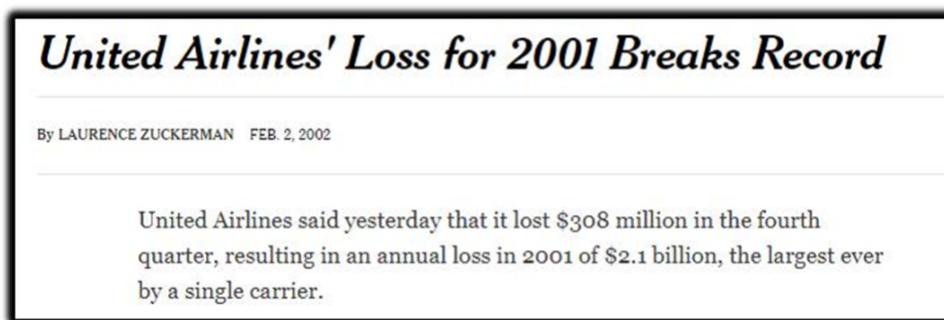 United Airlines' Loss for 2001 Breaks Record
By LAURENCE ZUCKERMAN FEB. 2, 2002
United Airlines said yesterday that it lost $308 million in the fourth
quarter, resulting in an annual loss in 2001 of $2.1 billion, the largest ever
by a single carrier.